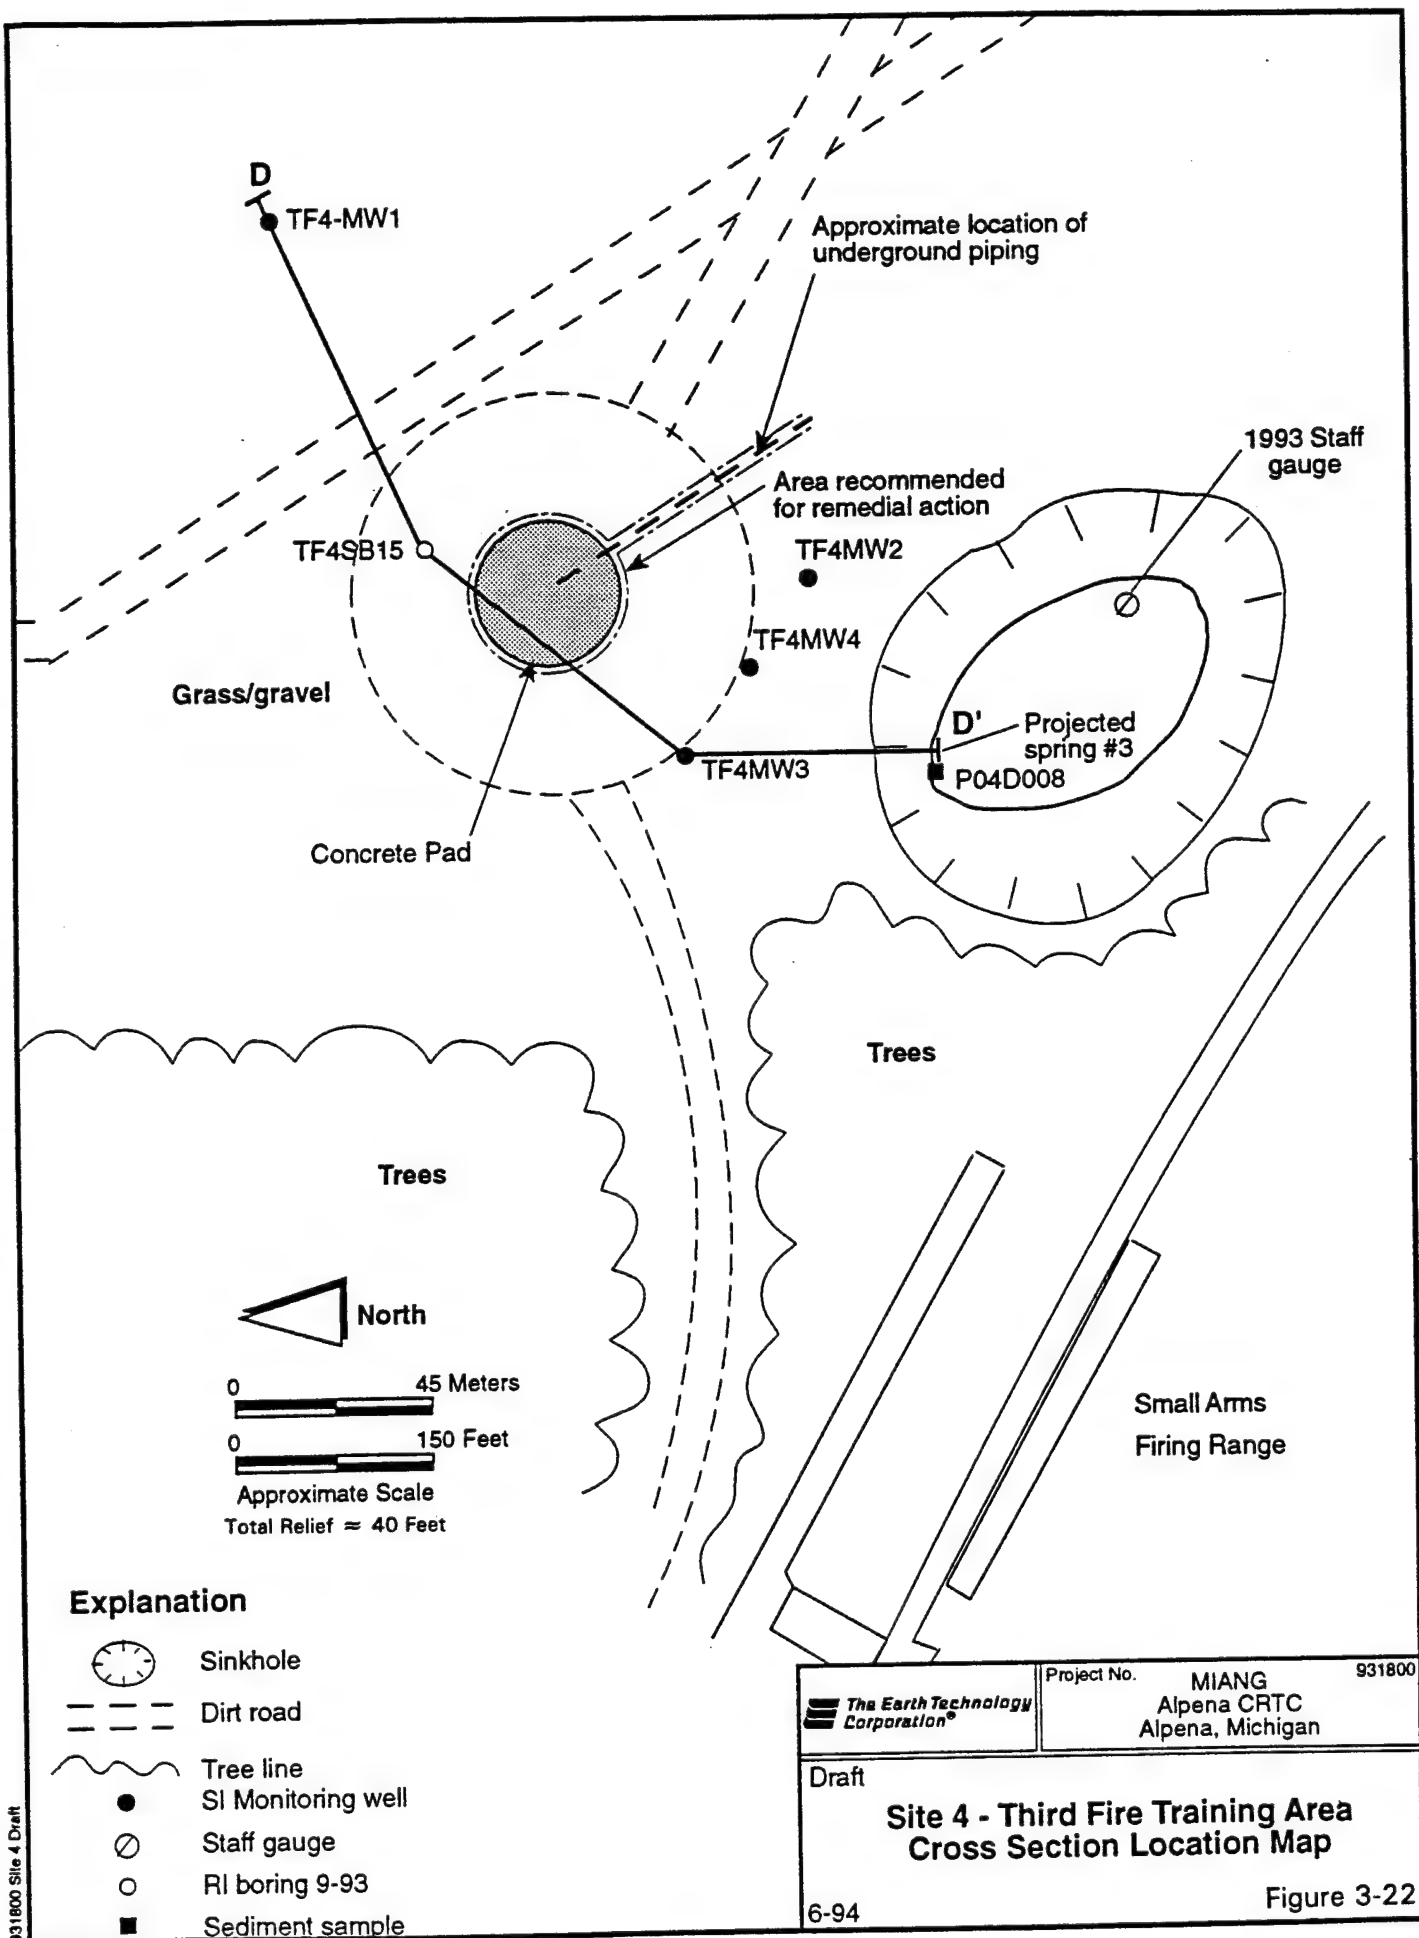 D
TF4-MW1
Approximate location of
underground piping
1993 Staff
gauge
Area recommended
for remedial action
TF4SB15
TF4MW2
TF4MW4
Grass/gravel
D'
Projected
spring #3
TF4MW3
P04D008
Concrete Pad
Trees
Trees
North
0 45 Meters
0 150 Feet
Approximate Scale
Total Relief ≈ 40 Feet
Small Arms
Firing Range
Explanation
Sinkhole
Dirt road
Tree line
SI Monitoring well
Staff gauge
RI boring 9-93
Sediment sample
The Earth Technology
Corporation®
Project No. 931800
MIANG
Alpena CRTC
Alpena, Michigan
Draft
Site 4 - Third Fire Training Area
Cross Section Location Map
6-94
Figure 3-22
931800 Site 4 Draft